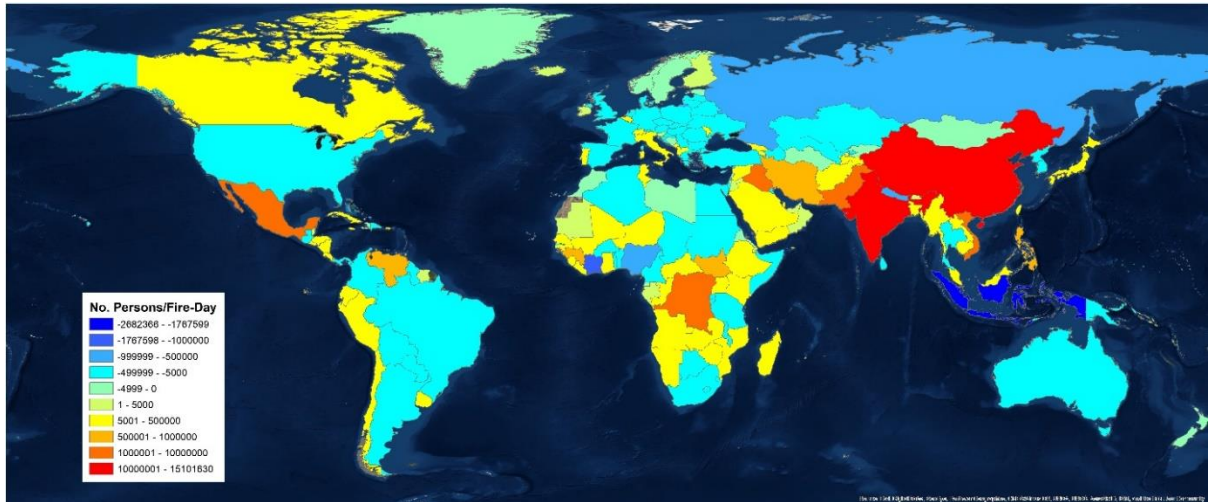 No. Persons/Fire-Day
-2682366 - -1767599
-1767598 - -1000000
-999999 - -500000
-499999 - -5000
-4999 - 0
1 - 5000
5001 - 500000
500001 - 1000000
1000001 - 10000000
10000001 - 15101630